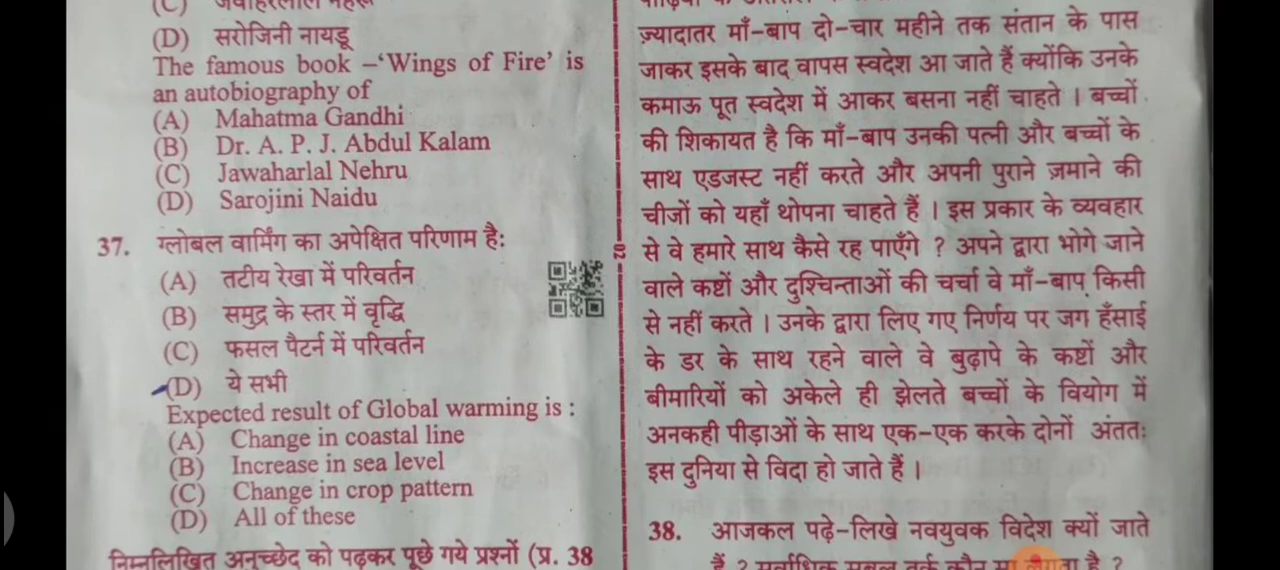 (C) जवाहरलाल नेहरू
(D) सरोजिनी नायडू
The famous book –‘Wings of Fire’ is
an autobiography of
(A) Mahatma Gandhi
(B) Dr. A. P. J. Abdul Kalam
(C) Jawaharlal Nehru
(D) Sarojini Naidu
37. ग्लोबल वार्मिंग का अपेक्षित परिणाम है:
(A) तटीय रेखा में परिवर्तन
(B) समुद्र के स्तर में वृद्धि
(C) फसल पैटर्न में परिवर्तन
(D) ये सभी
Expected result of Global warming is :
(A) Change in coastal line
(B) Increase in sea level
(C) Change in crop pattern
(D) All of these
निम्नलिखित अनुच्छेद को पढ़कर पूछे गये प्रश्नों (प्र. 38
02
ज़्यादातर माँ-बाप दो-चार महीने तक संतान के पास
जाकर इसके बाद वापस स्वदेश आ जाते हैं क्योंकि उनके
कमाऊ पूत स्वदेश में आकर बसना नहीं चाहते । बच्चों
की शिकायत है कि माँ-बाप उनकी पत्नी और बच्चों के
साथ एडजस्ट नहीं करते और अपनी पुराने ज़माने की
चीजों को यहाँ थोपना चाहते हैं । इस प्रकार के व्यवहार
से वे हमारे साथ कैसे रह पाएँगे ? अपने द्वारा भोगे जाने
वाले कष्टों और दुश्चिन्ताओं की चर्चा वे माँ-बाप किसी
से नहीं करते । उनके द्वारा लिए गए निर्णय पर जग हँसाई
के डर के साथ रहने वाले वे बुढ़ापे के कष्टों और
बीमारियों को अकेले ही झेलते बच्चों के वियोग में
अनकही पीड़ाओं के साथ एक-एक करके दोनों अंततः
इस दुनिया से विदा हो जाते हैं ।
38. आजकल पढ़े-लिखे नवयुवक विदेश क्यों जाते
हैं ?